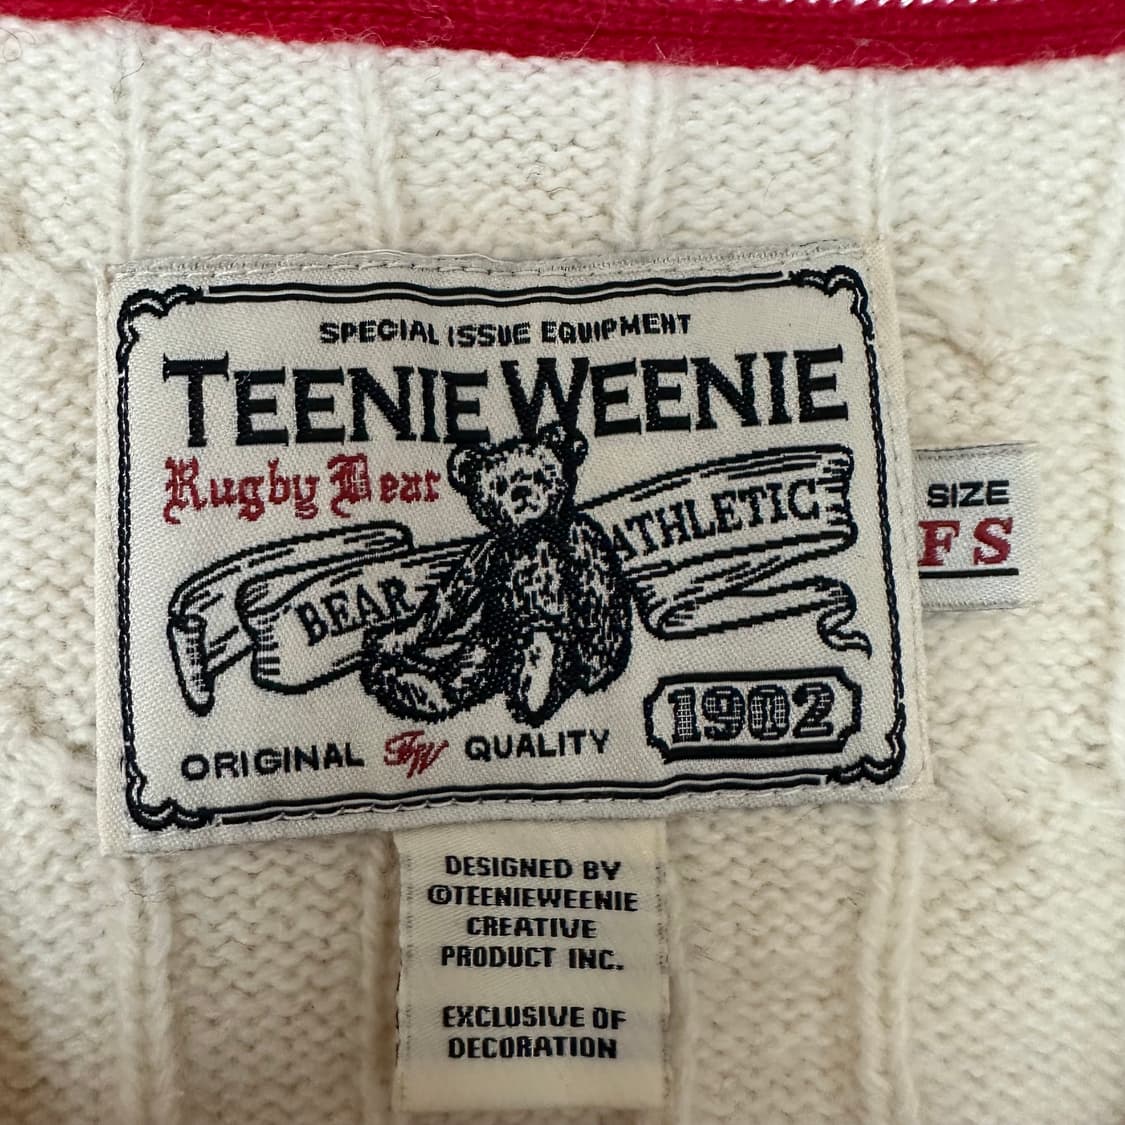 SPECIAL ISSUE EQUIPMENT
TEENIE WEENIE
Rugby Bear
BEAR ATHLETIC
1902
ORIGINAL TW QUALITY
SIZE
FS
DESIGNED BY
©TEENIEWEENIE
CREATIVE
PRODUCT INC.
EXCLUSIVE OF
DECORATION